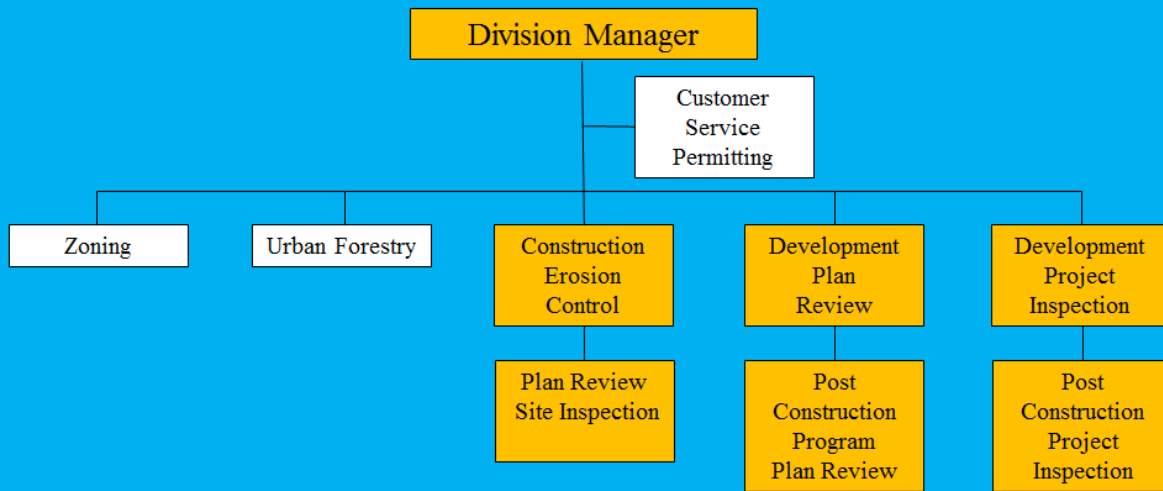 Division Manager
Customer
Service
Permitting
Zoning
Urban Forestry
Construction
Erosion
Control
Development
Plan
Review
Development
Project
Inspection
Plan Review
Site Inspection
Post
Construction
Program
Plan Review
Post
Construction
Project
Inspection